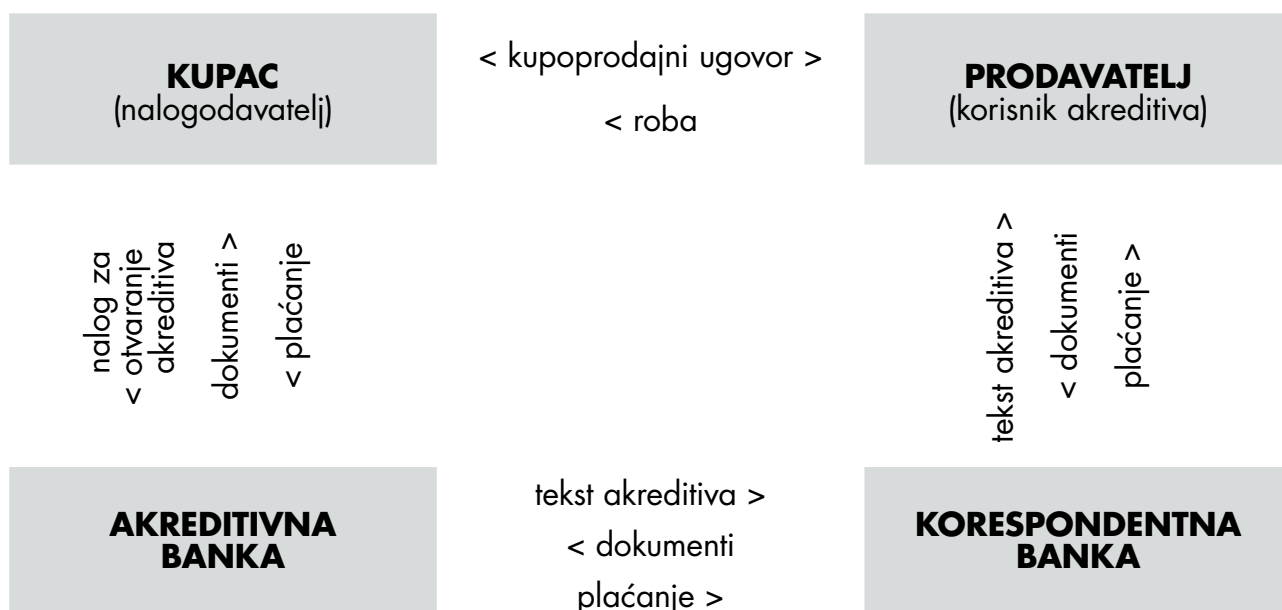 KUPAC
(nalogodavatelj)
< kupoprodajni ugovor >
< roba
PRODAVATELJ
(korisnik akreditiva)
nalog za
< otvaranje
akreditiva
dokumenti >
< plaćanje
tekst akreditiva >
< dokumenti
plaćanje >
AKREDITIVNA
BANKA
tekst akreditiva >
< dokumenti
plaćanje >
KORESPONDENTNA
BANKA